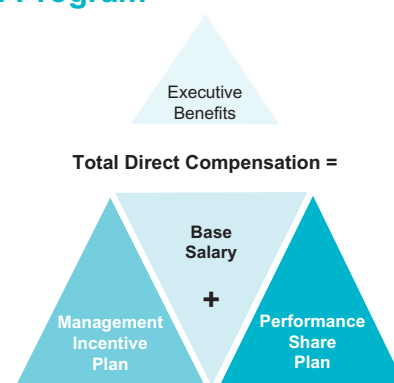 Program
Executive
Benefits
Total Direct Compensation =
Base
Salary
+
Management
Incentive
Plan
Performance
Share
Plan